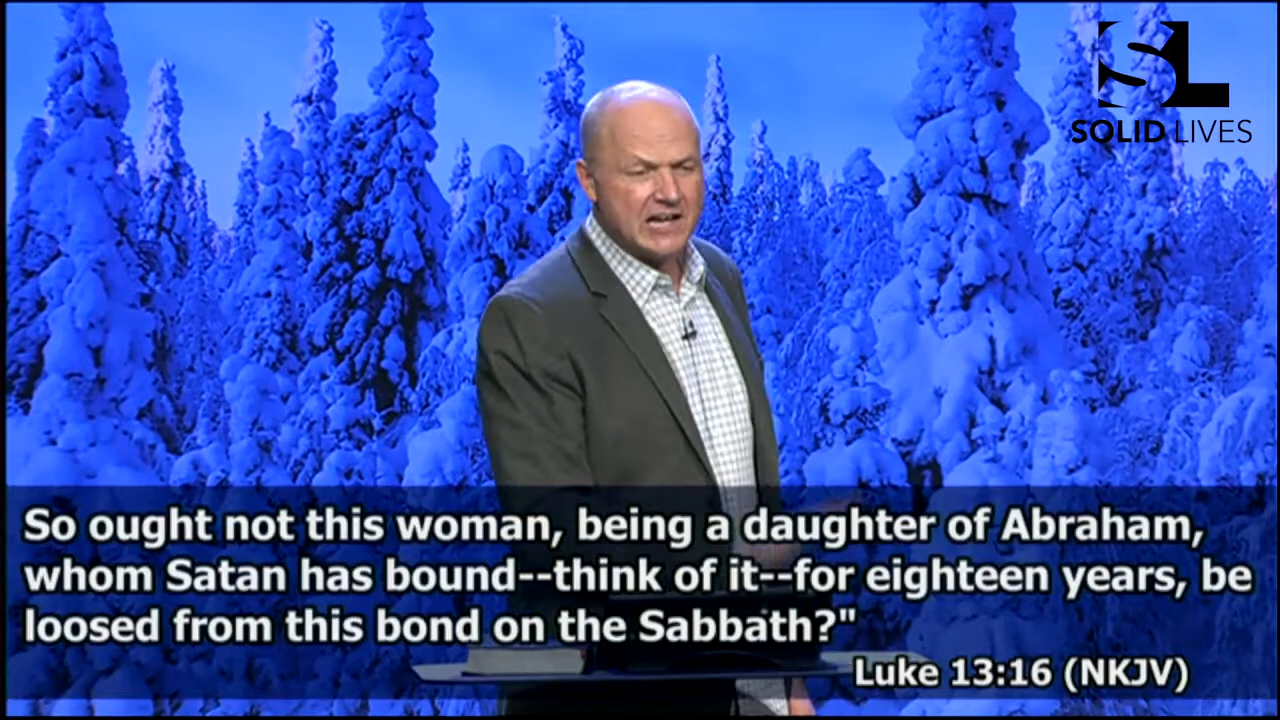 SL
SOLID LIVES
So ought not this woman, being a daughter of Abraham,
whom Satan has bound--think of it--for eighteen years, be
loosed from this bond on the Sabbath?"
Luke 13:16 (NKJV)